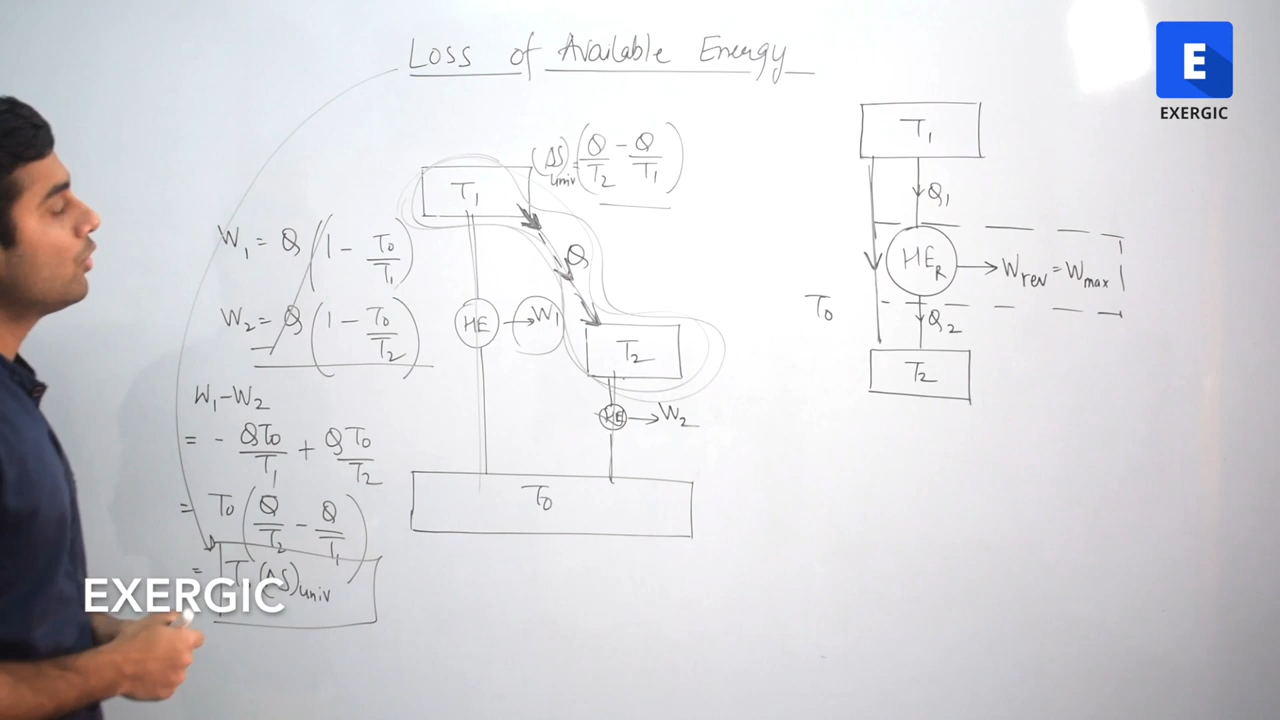 Loss of Available Energy
E
EXERGIC
(ΔS)univ = (Q/T2 − Q/T1)
T1
Q
W1 = Q (1 − T0/T1)
W2 = Q (1 − T0/T2)
HE → W1
T2
HE → W2
T0
W1−W2
= − QT0/T1 + QT0/T2
= T0 (Q/T2 − Q/T1)
= T (ΔS)univ
EXERGIC
T1
Q1
HER → Wrev = Wmax
T0
Q2
T2